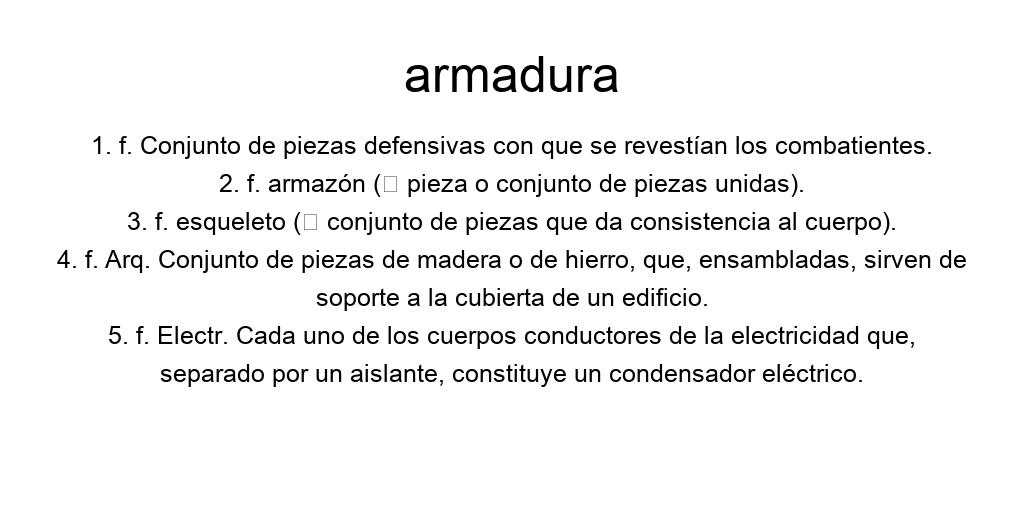 armadura
1. f. Conjunto de piezas defensivas con que se revestían los combatientes.
2. f. armazón (□ pieza o conjunto de piezas unidas).
3. f. esqueleto (□ conjunto de piezas que da consistencia al cuerpo).
4. f. Arq. Conjunto de piezas de madera o de hierro, que, ensambladas, sirven de
soporte a la cubierta de un edificio.
5. f. Electr. Cada uno de los cuerpos conductores de la electricidad que,
separado por un aislante, constituye un condensador eléctrico.